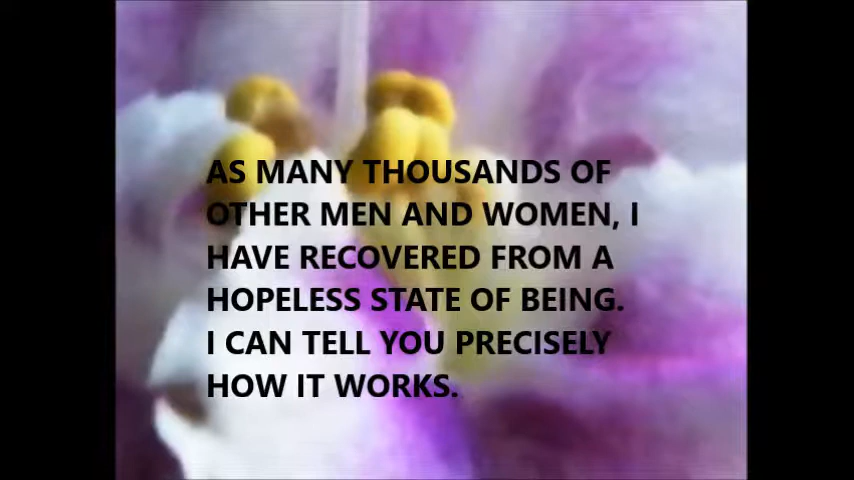 AS MANY THOUSANDS OF
OTHER MEN AND WOMEN, I
HAVE RECOVERED FROM A
HOPELESS STATE OF BEING.
I CAN TELL YOU PRECISELY
HOW IT WORKS.